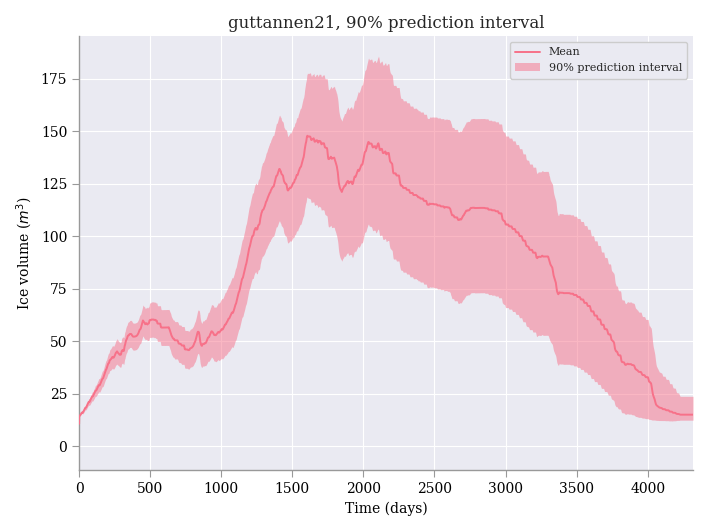 guttannen21, 90% prediction interval
Mean
90% prediction interval
175
150
125
100
75
50
25
0
Ice volume (m³)
0 500 1000 1500 2000 2500 3000 3500 4000
Time (days)